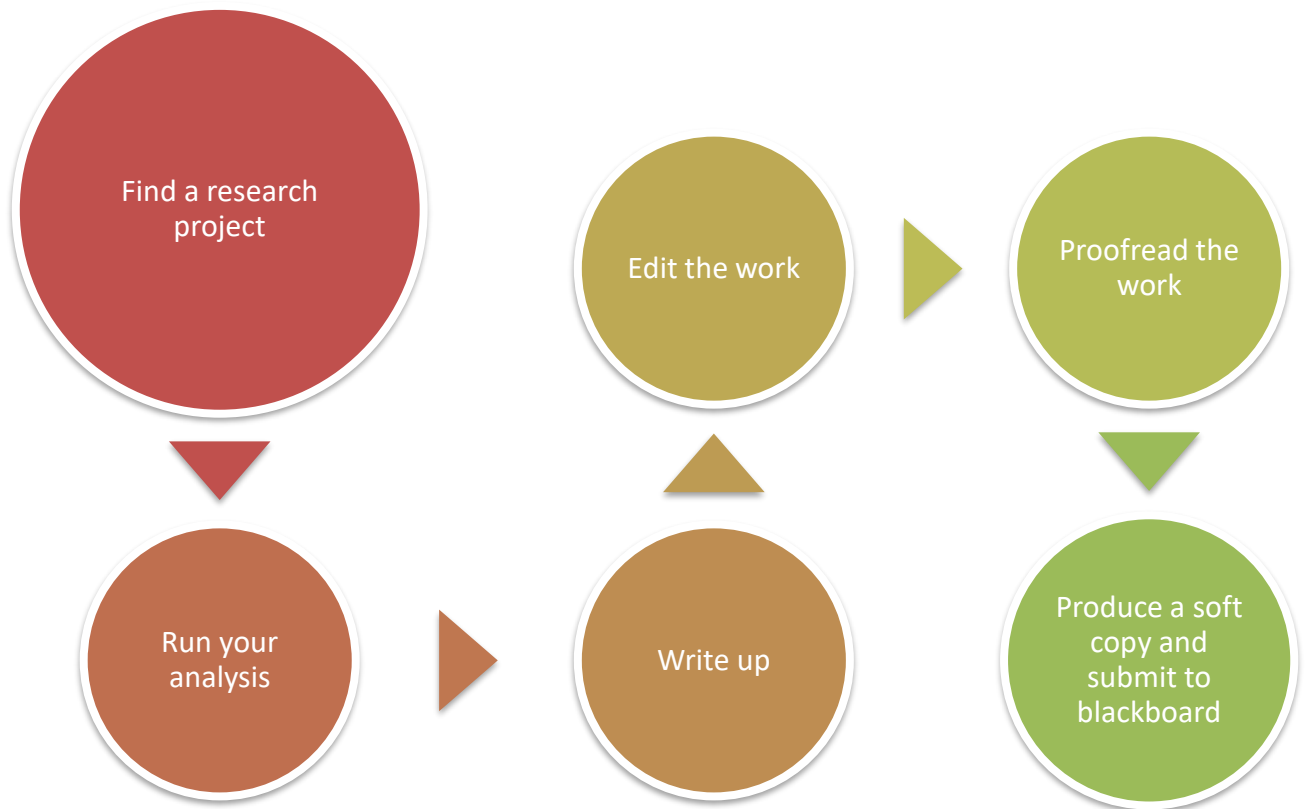 Find a research
project
Run your
analysis
Write up
Edit the work
Proofread the
work
Produce a soft
copy and
submit to
blackboard